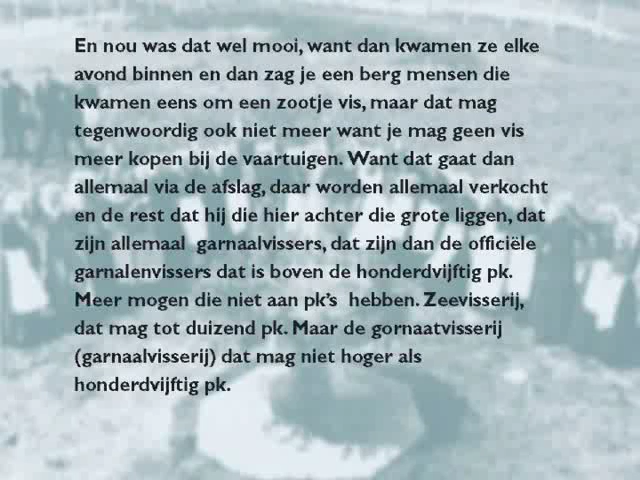 En nou was dat wel mooi, want dan kwamen ze elke
avond binnen en dan zag je een berg mensen die
kwamen eens om een zootje vis, maar dat mag
tegenwoordig ook niet meer want je mag geen vis
meer kopen bij de vaartuigen. Want dat gaat dan
allemaal via de afslag, daar worden allemaal verkocht
en de rest dat hij die hier achter die grote liggen, dat
zijn allemaal  garnaalvissers, dat zijn dan de officiële
garnalenvissers dat is boven de honderdvijftig pk.
Meer mogen die niet aan pk's  hebben. Zeevisserij,
dat mag tot duizend pk. Maar de gornaatvisserij
(garnaalvisserij) dat mag niet hoger als
honderdvijftig pk.